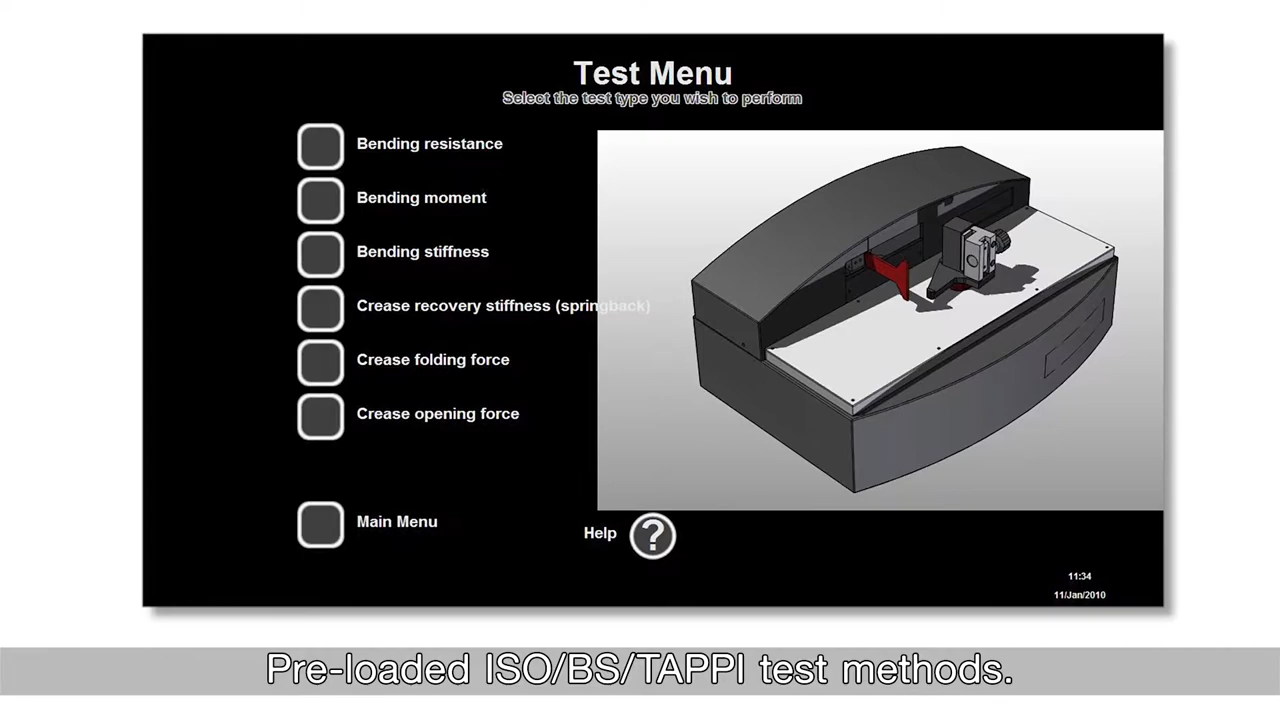 Test Menu
Select the test type you wish to perform
Bending resistance
Bending moment
Bending stiffness
Crease recovery stiffness (springback)
Crease folding force
Crease opening force
Main Menu
Help ?
11:34
11/Jan/2010
Pre-loaded ISO/BS/TAPPI test methods.